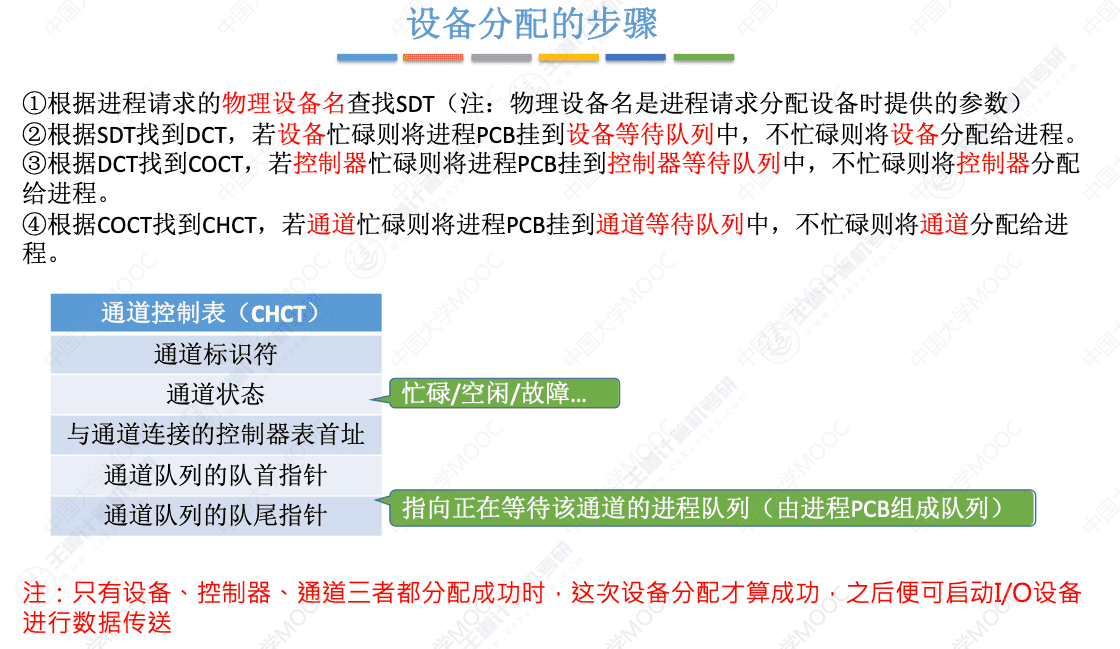 设备分配的步骤
①根据进程请求的物理设备名查找SDT（注：物理设备名是进程请求分配设备时提供的参数）
②根据SDT找到DCT，若设备忙碌则将进程PCB挂到设备等待队列中，不忙碌则将设备分配给进程。
③根据DCT找到COCT，若控制器忙碌则将进程PCB挂到控制器等待队列中，不忙碌则将控制器分配
给进程。
④根据COCT找到CHCT，若通道忙碌则将进程PCB挂到通道等待队列中，不忙碌则将通道分配给进
程。
通道控制表（CHCT）
通道标识符
通道状态
忙碌/空闲/故障...
与通道连接的控制器表首址
通道队列的队首指针
通道队列的队尾指针
指向正在等待该通道的进程队列（由进程PCB组成队列）
注：只有设备、控制器、通道三者都分配成功时，这次设备分配才算成功，之后便可启动I/O设备
进行数据传送
中国大学MOOC
王道计算机考研